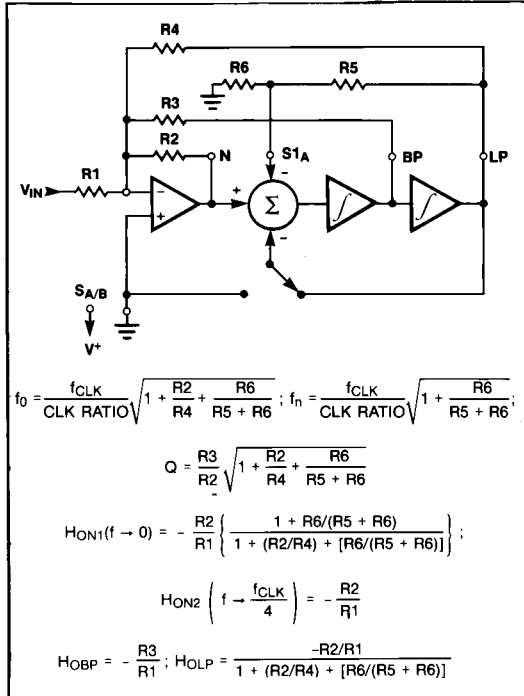 R4
R6
R5
R3
R2
N
S1A
BP
LP
R1
VIN
−
+
+
−
Σ
∫
∫
−
SA/B
V+
f0 = fCLK / CLK RATIO √(1 + R2/R4 + R6/(R5 + R6)) ; fn = fCLK / CLK RATIO √(1 + R6/(R5 + R6)) ;
Q = R3/R2 √(1 + R2/R4 + R6/(R5 + R6))
HON1(f → 0) = − R2/R1 { 1 + R6/(R5 + R6) / 1 + (R2/R4) + [R6/(R5 + R6)] } ;
HON2 ( f → fCLK/4 ) = − R2/R1
HOBP = − R3/R1 ; HOLP = −R2/R1 / 1 + (R2/R4) + [R6/(R5 + R6)]